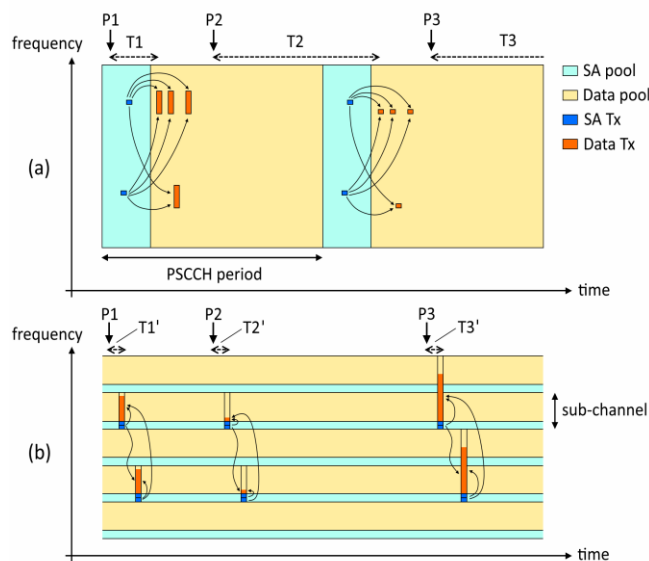 P1 P2 P3
frequency T1 T2 T3
SA pool
Data pool
SA Tx
Data Tx
(a)
PSCCH period
time
P1 P2 P3
frequency T1' T2' T3'
sub-channel
(b)
time